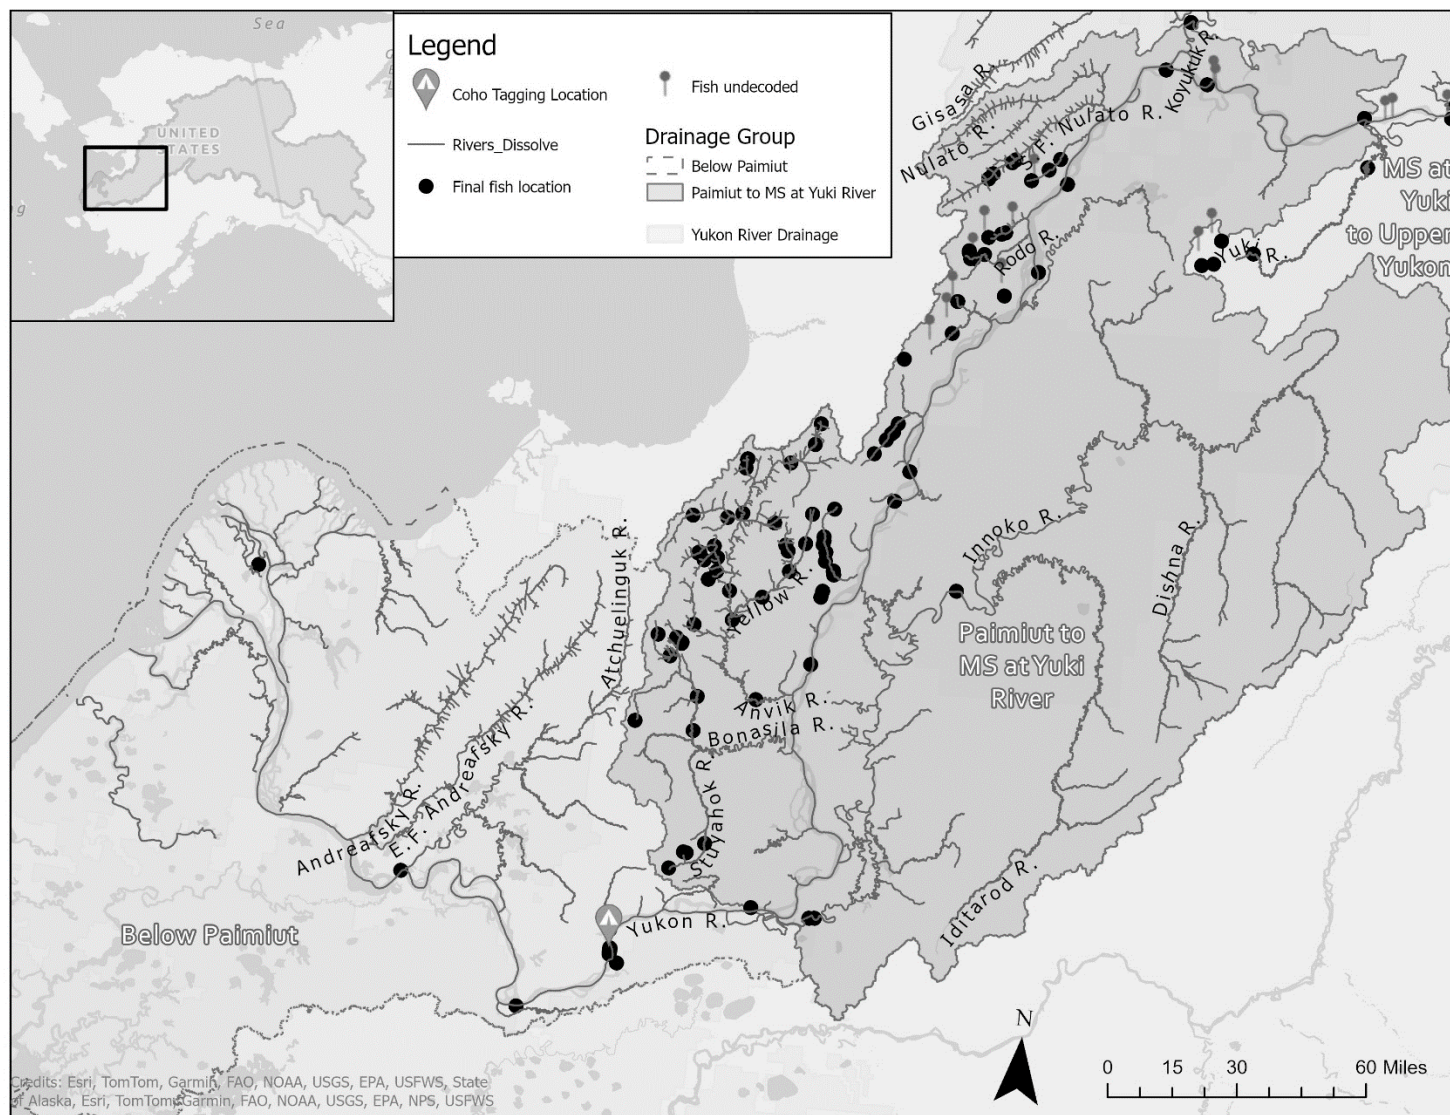 Sea
UNITED
STATES
ng
Legend
Coho Tagging Location
Rivers_Dissolve
Final fish location
Fish undecoded
Drainage Group
Below Paimiut
Paimiut to MS at Yuki River
Yukon River Drainage
Gisasa R.
Nulato R.
S. F. Nulato R.
Koyukuk R.
MS at
Yuki
to Upper
Yukon
Yuki R.
Rodo R.
Innoko R.
Dishna R.
Atchuelinguk R.
Yellow R.
Paimiut to
MS at Yuki
River
Anvik R.
Bonasila R.
Andreafsky R.
E.F. Andreafsky R.
Stuyahok R.
Iditarod R.
Yukon R.
Below Paimiut
N
0 15 30 60 Miles
Credits: Esri, TomTom, Garmin, FAO, NOAA, USGS, EPA, USFWS, State
of Alaska, Esri, TomTom, Garmin, FAO, NOAA, USGS, EPA, NPS, USFWS